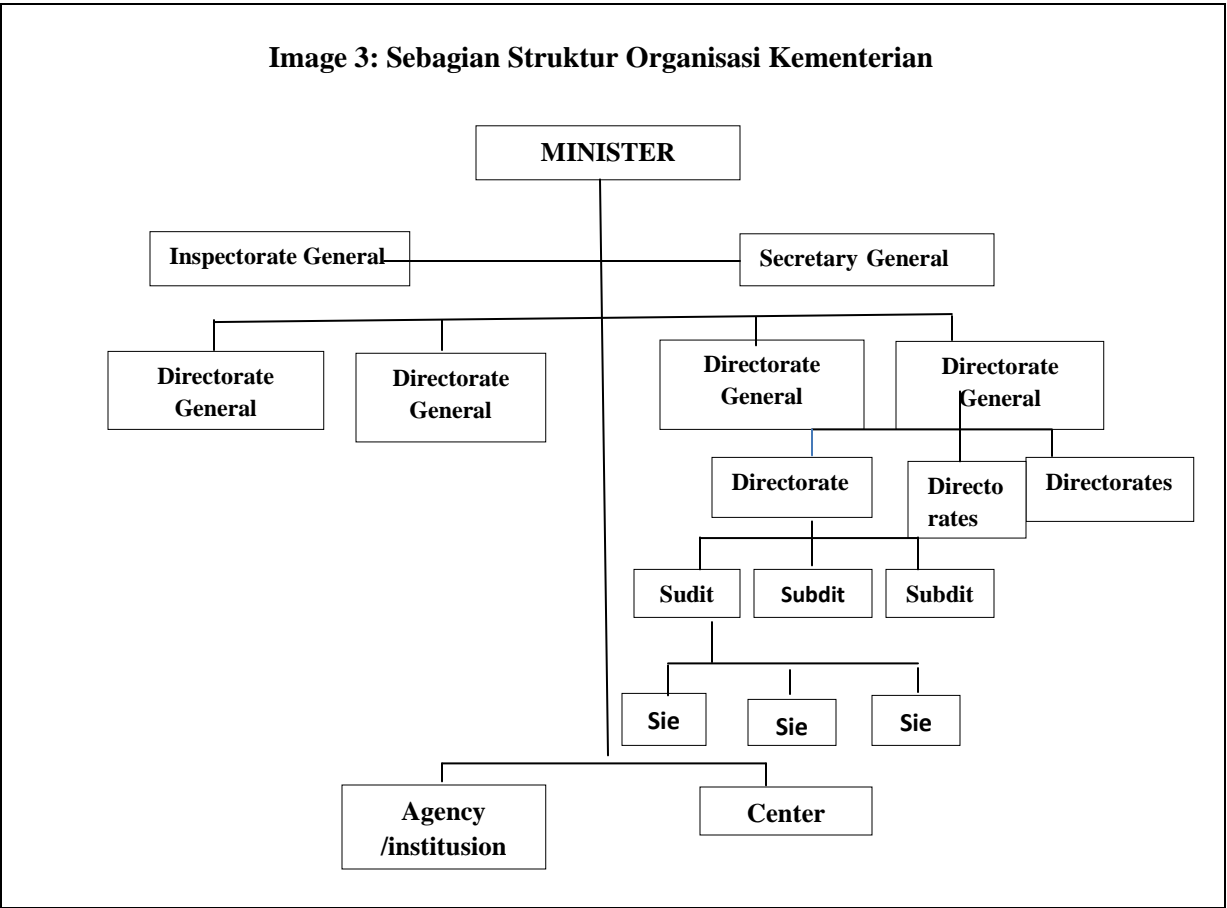 Image 3: Sebagian Struktur Organisasi Kementerian
MINISTER
Inspectorate General
Secretary General
Directorate
General
Directorate
General
Directorate
General
Directorate
General
Directorate
Directo
rates
Directorates
Sudit
Subdit
Subdit
Sie
Sie
Sie
Agency
/institusion
Center